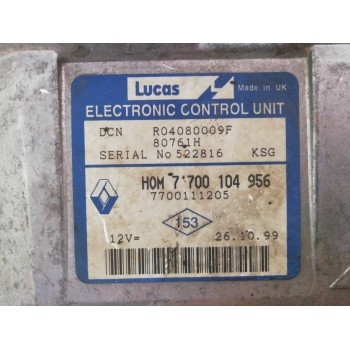 Lucas Made in UK
ELECTRONIC CONTROL UNIT
DCN R04080009F
80761H
SERIAL No 522816 KSG
HOM 7'700 104 956
7700111205
153
12V= 26.10.99